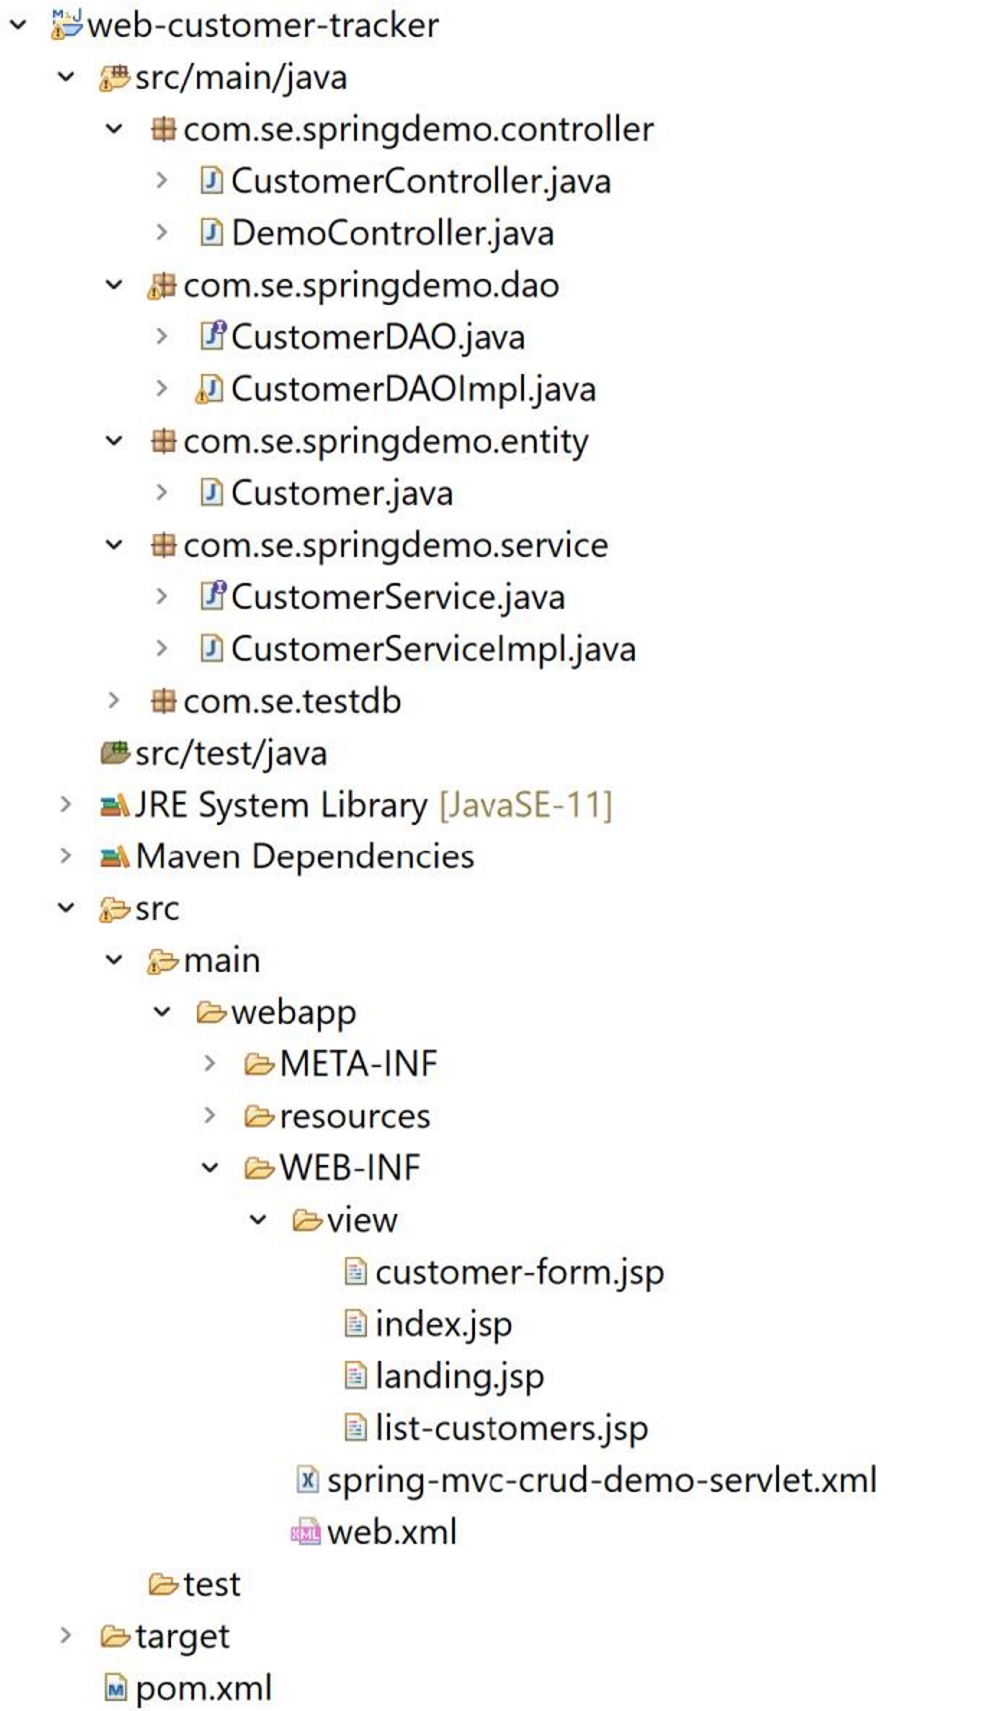 web-customer-tracker
src/main/java
com.se.springdemo.controller
CustomerController.java
DemoController.java
com.se.springdemo.dao
CustomerDAO.java
CustomerDAOImpl.java
com.se.springdemo.entity
Customer.java
com.se.springdemo.service
CustomerService.java
CustomerServiceImpl.java
com.se.testdb
src/test/java
JRE System Library [JavaSE-11]
Maven Dependencies
src
main
webapp
META-INF
resources
WEB-INF
view
customer-form.jsp
index.jsp
landing.jsp
list-customers.jsp
spring-mvc-crud-demo-servlet.xml
web.xml
test
target
pom.xml